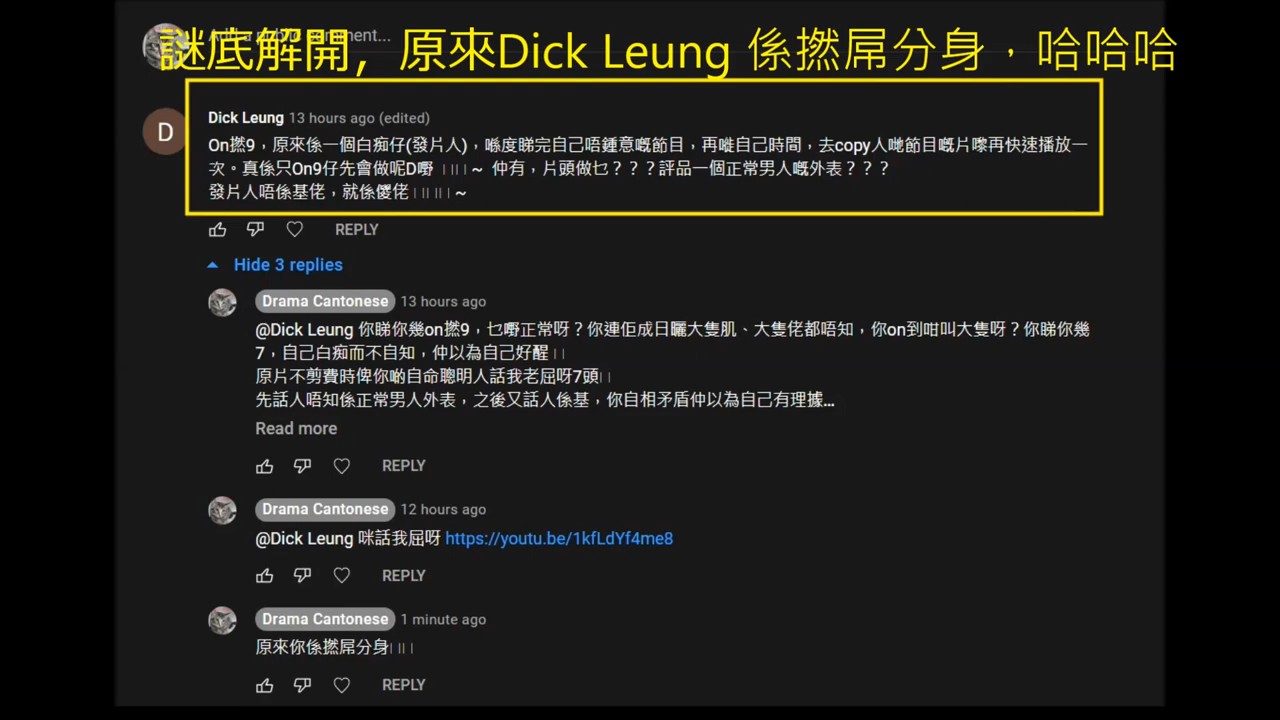 謎底解開，原來Dick Leung 係撚屌分身，哈哈哈
Dick Leung 13 hours ago (edited)
On撚9，原來係一個白痴仔(發片人)，喺度睇完自己唔鍾意嘅節目，再嘥自己時間，去copy人哋節目嘅片嚟再快速播放一
次。真係只On9仔先會做呢D嘢 ~ 仲有，片頭做乜？？？評品一個正常男人嘅外表？？？
發片人唔係基佬，就係儍佬 ~
REPLY
Hide 3 replies
Drama Cantonese 13 hours ago
@Dick Leung 你睇你幾on撚9，乜嘢正常呀？你連佢成日曬大隻肌、大隻佬都唔知，你on到咁叫大隻呀？你睇你幾
7，自己白痴而不自知，仲以為自己好醒
原片不剪費時俾你啲自命聰明人話我老屈呀7頭
先話人唔知係正常男人外表，之後又話人係基，你自相矛盾仲以為自己有理據...
Read more
REPLY
Drama Cantonese 12 hours ago
@Dick Leung 咪話我屈呀 https://youtu.be/1kfLdYf4me8
REPLY
Drama Cantonese 1 minute ago
原來你係撚屌分身
REPLY